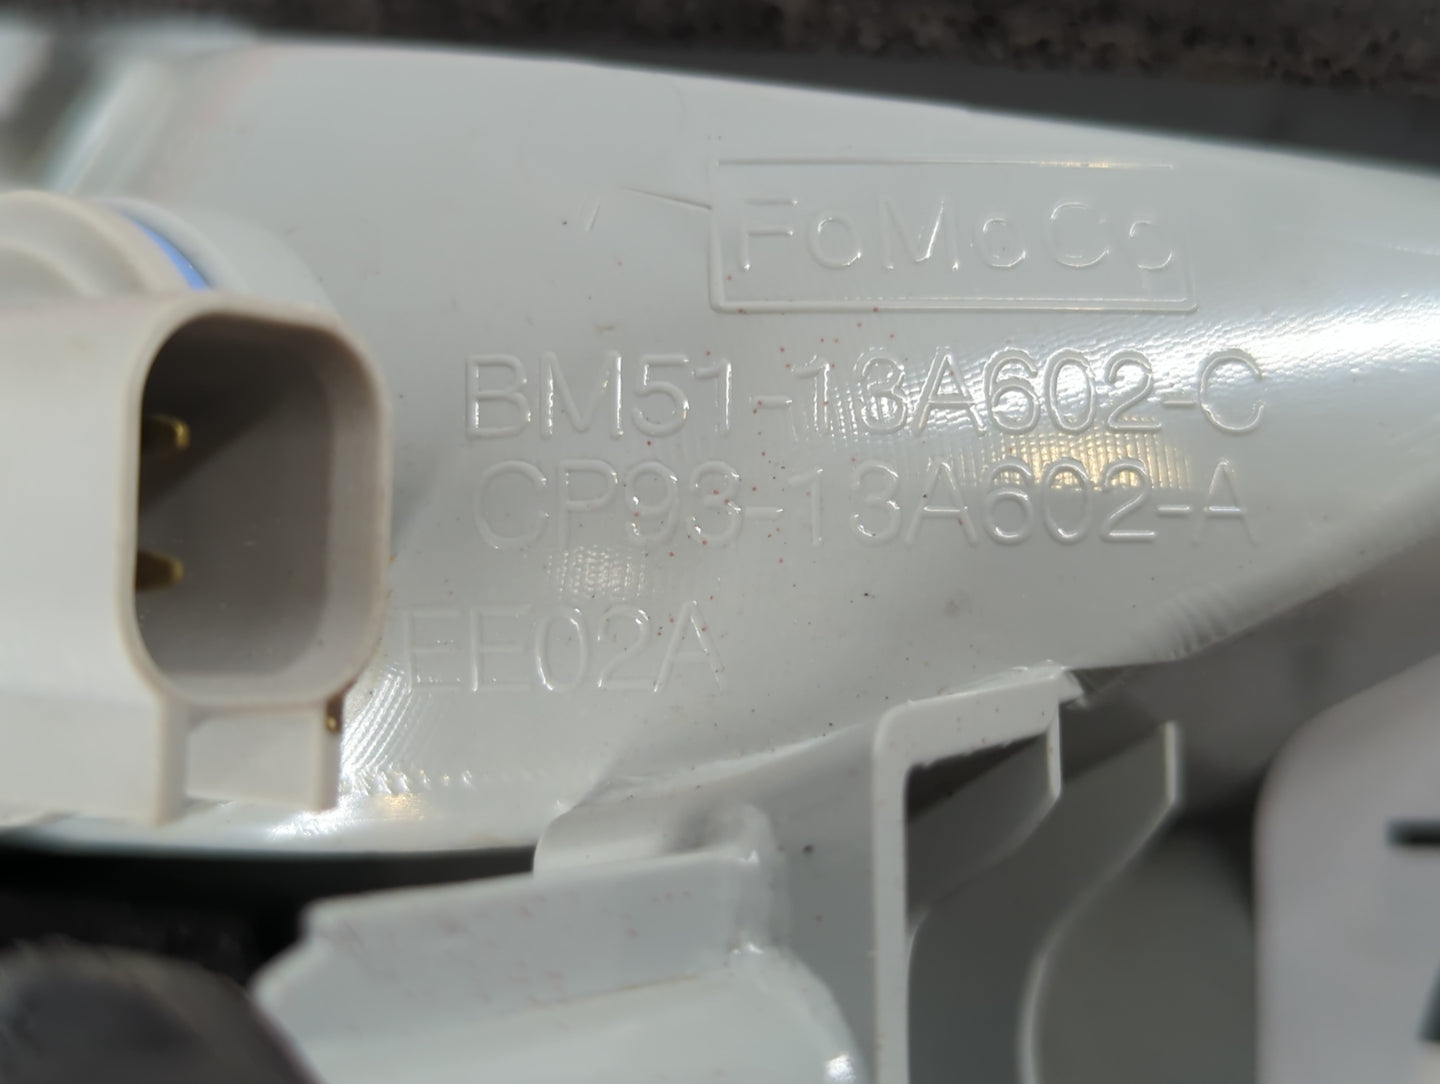 FoMoCo
BM51-13A602-C
CP93-13A602-A
EE02A